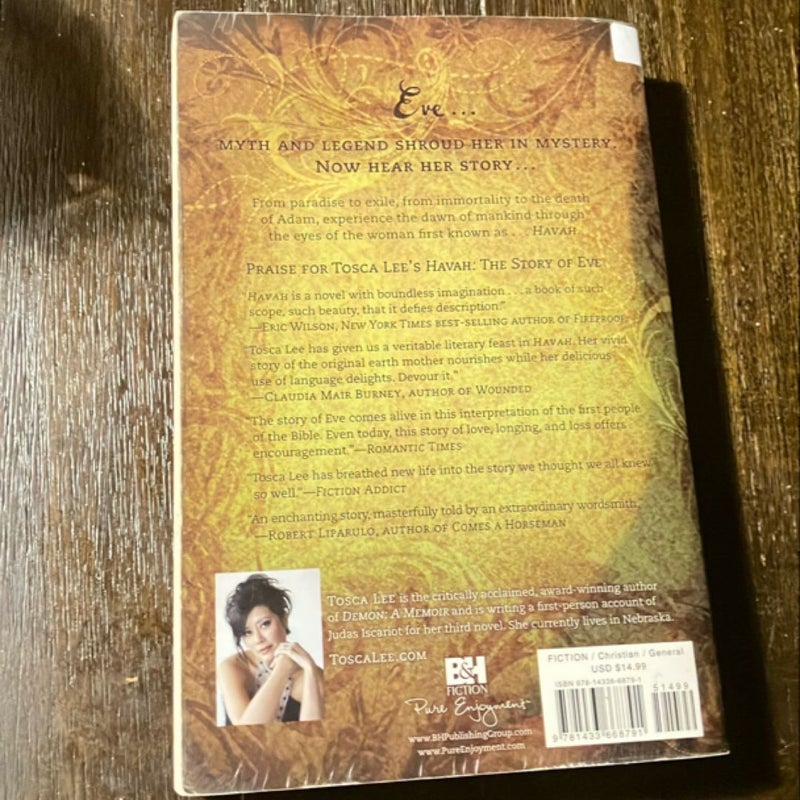 Eve...
MYTH AND LEGEND SHROUD HER IN MYSTERY.
NOW HEAR HER STORY...
From paradise to exile, from immortality to the death
of Adam, experience the dawn of mankind through
the eyes of the woman first known as . . . HAVAH.
PRAISE FOR TOSCA LEE'S HAVAH: THE STORY OF EVE
"HAVAH is a novel with boundless imagination . . . a book of such
scope, such beauty, that it defies description."
—ERIC WILSON, NEW YORK TIMES BEST-SELLING AUTHOR OF FIREPROOF
"Tosca Lee has given us a veritable literary feast in HAVAH. Her vivid
story of the original earth mother nourishes while her delicious
use of language delights. Devour it."
—CLAUDIA MAIR BURNEY, AUTHOR OF WOUNDED
"The story of Eve comes alive in this interpretation of the first people
of the Bible. Even today, this story of love, longing, and loss offers
encouragement."—ROMANTIC TIMES
"Tosca Lee has breathed new life into the story we thought we all knew
so well."—FICTION ADDICT
"An enchanting story, masterfully told by an extraordinary wordsmith."
—ROBERT LIPARULO, AUTHOR OF COMES A HORSEMAN
TOSCA LEE is the critically acclaimed, award-winning author
of DEMON: A MEMOIR and is writing a first-person account of
Judas Iscariot for her third novel. She currently lives in Nebraska.
TOSCALEE.COM
B&H
FICTION
Pure Enjoyment
www.BHPublishingGroup.com
www.PureEnjoyment.com
FICTION / Christian / General
USD $14.99
ISBN 978-14336-6879-1
51499
9 781433 668791